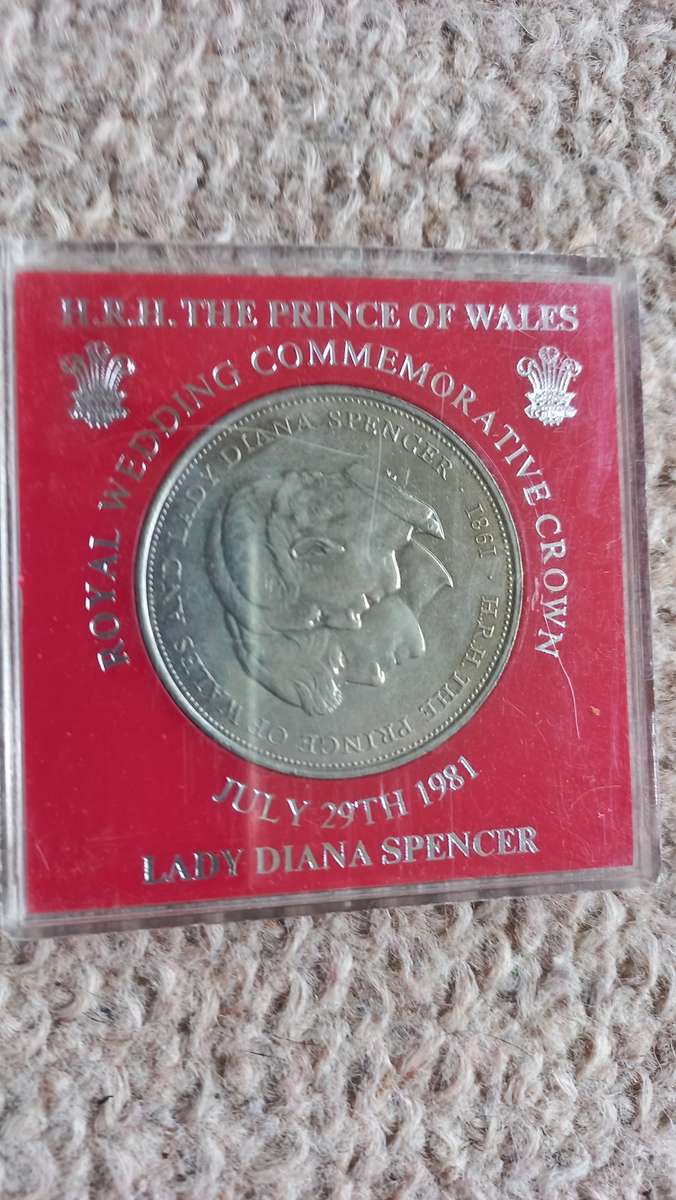 H.R.H. THE PRINCE OF WALES
ROYAL WEDDING COMMEMORATIVE CROWN
H.R.H. THE PRINCE OF WALES AND LADY DIANA SPENCER · 1981 ·
JULY 29TH 1981
LADY DIANA SPENCER